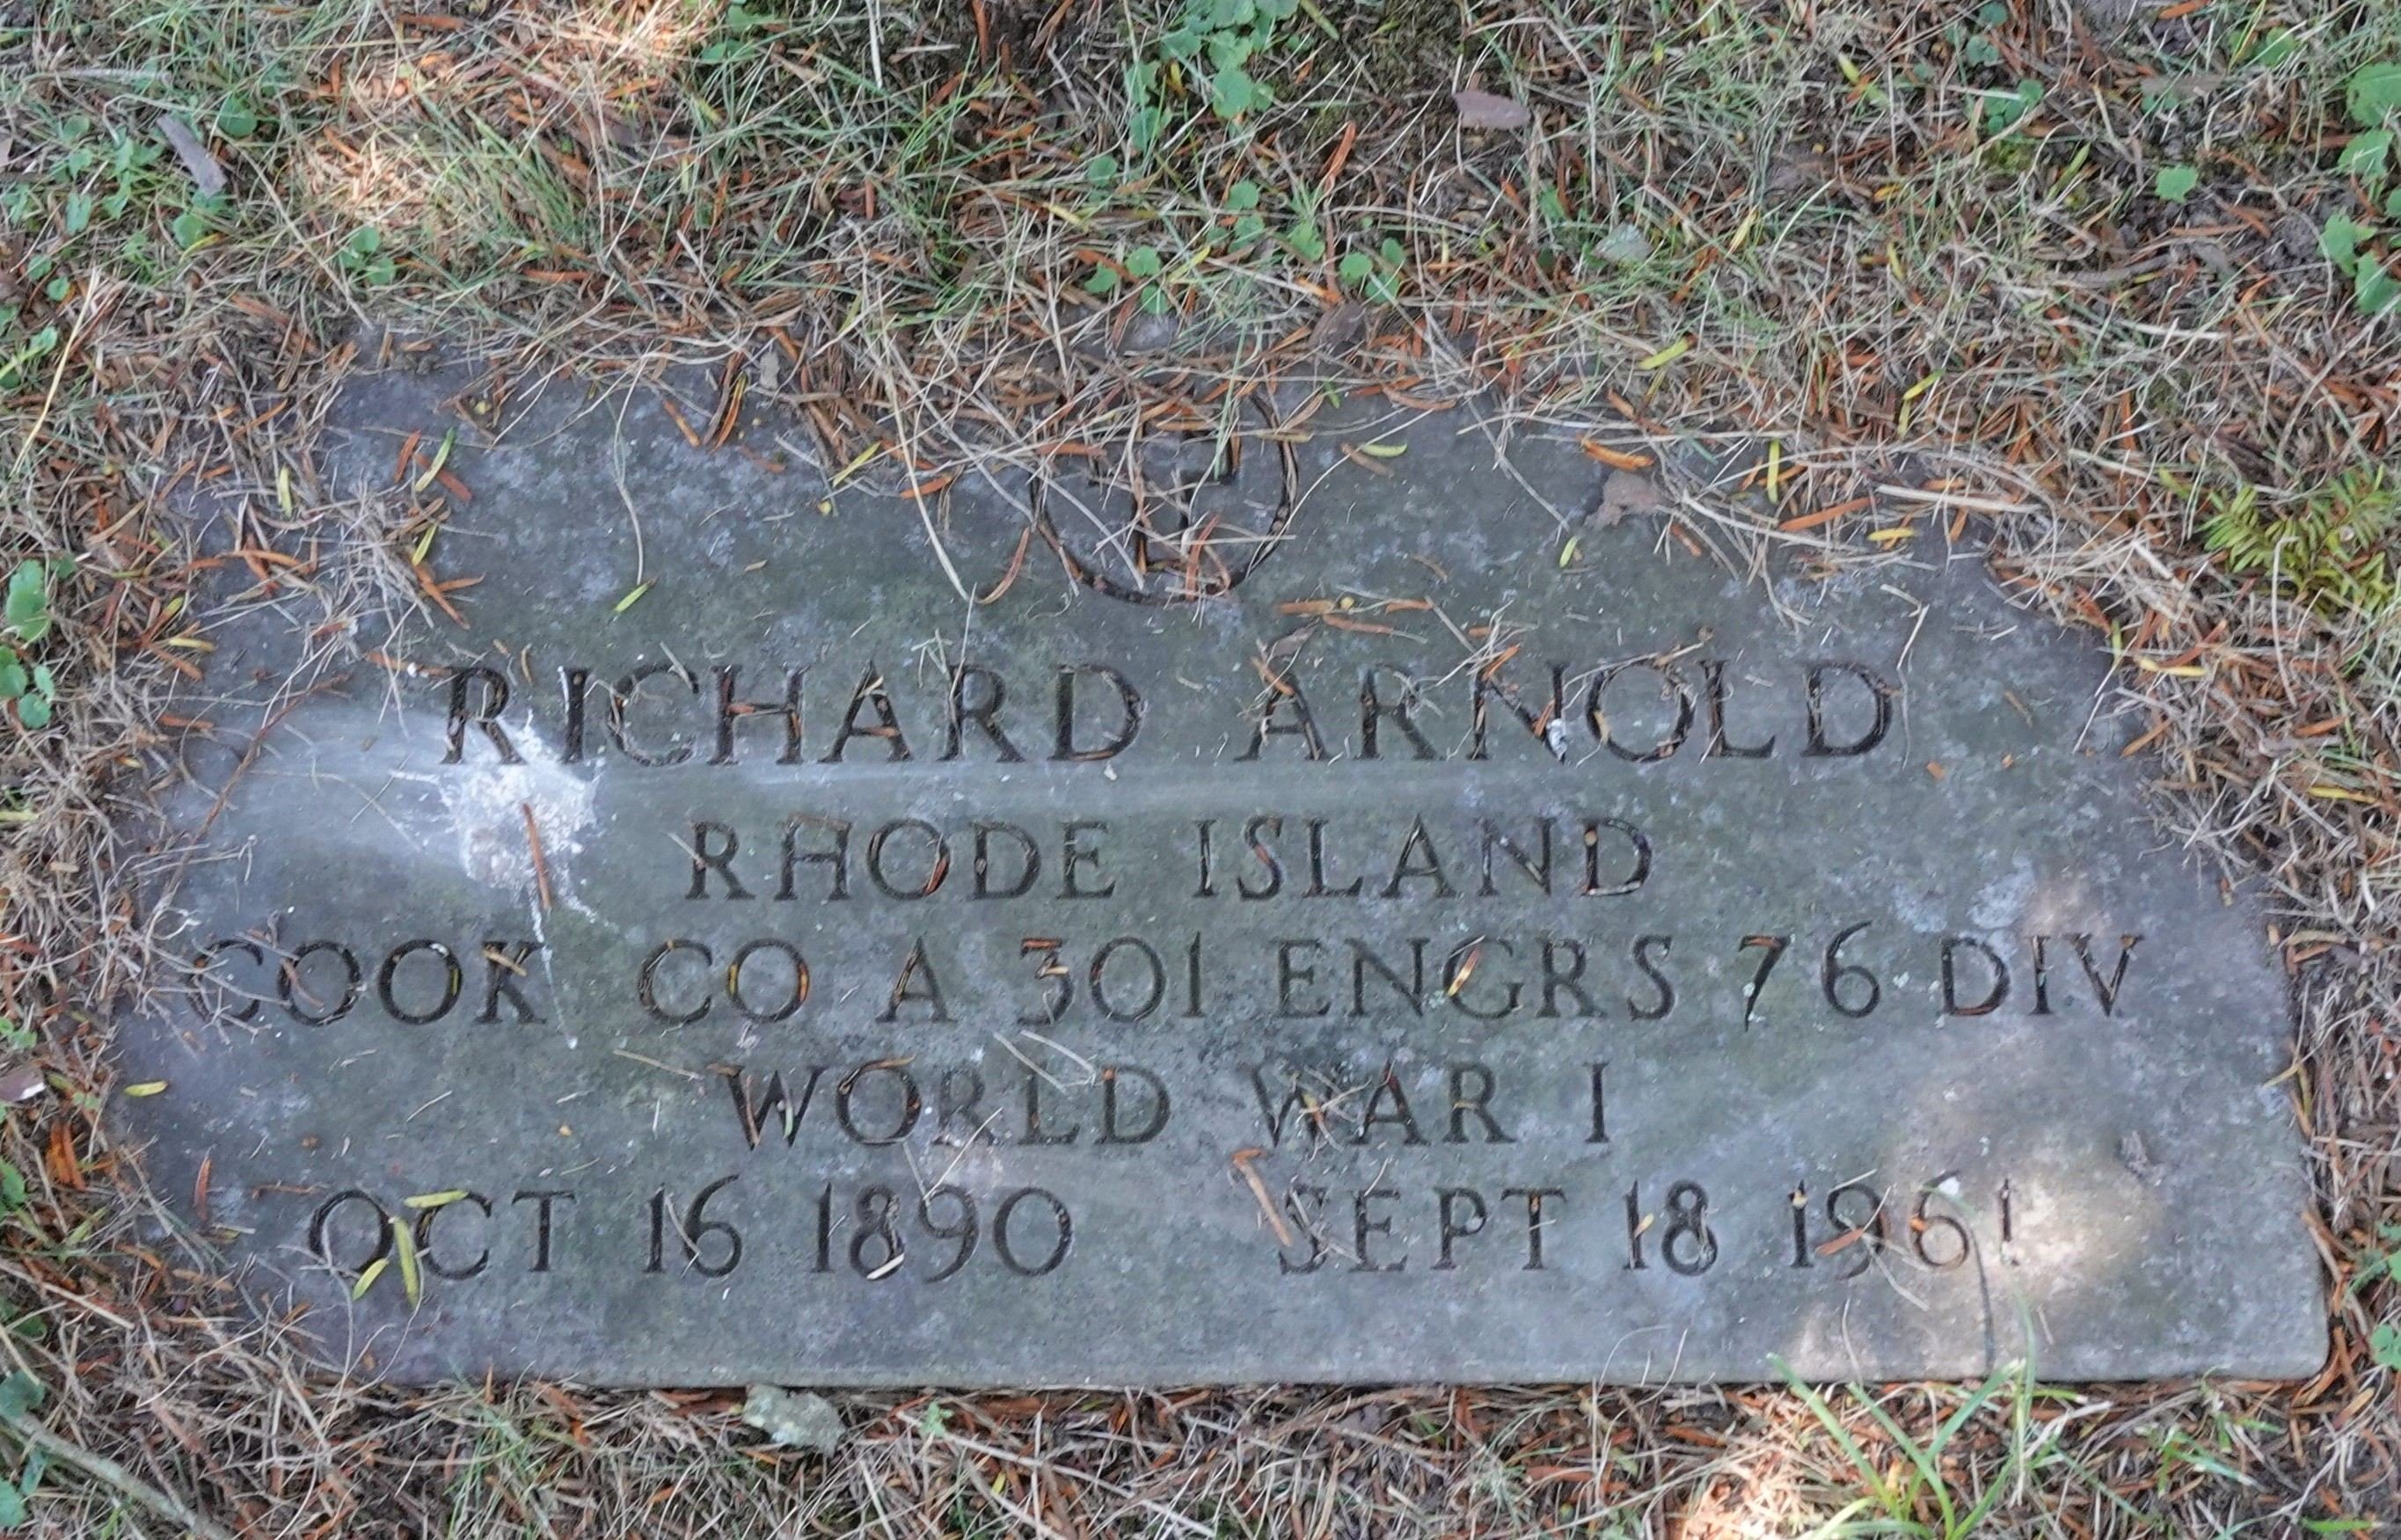 RICHARD ARNOLD
RHODE ISLAND
COOK CO A 301 ENGRS 76 DIV
WORLD WAR I
OCT 16 1890 SEPT 18 1961